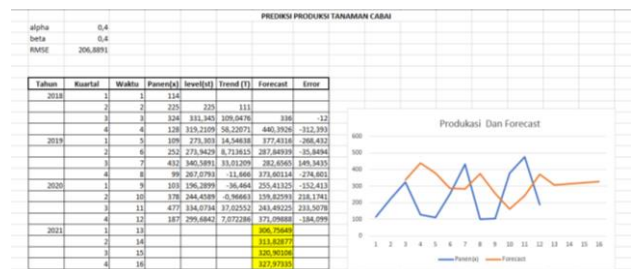 PREDIKSI PRODUKSI TANAMAN CABAI
alpha 0,4
beta 0,4
RMSE 206,8891
Tahun Kuartal Waktu Panen(x) level(st) Trend (T) Forecast Error
2018 1 1 114
2 2 225 225 111
3 3 324 331,345 109,0476 336 -12
4 4 128 319,2109 58,22071 440,3926 -312,393
2019 1 5 109 273,303 14,54638 377,4316 -268,432
2 6 252 273,9429 8,713615 287,84939 -35,8494
3 7 432 340,5891 33,01209 282,6565 149,3435
4 8 99 267,0793 -11,666 373,60114 -274,601
2020 1 9 103 196,2899 -36,464 255,41325 -152,413
2 10 378 244,4589 -0,96663 159,82593 218,1741
3 11 477 334,0734 37,02552 243,49225 233,5078
4 12 187 299,6842 7,072286 371,09888 -184,099
2021 1 13 306,75649
2 14 313,82877
3 15 320,90106
4 16 327,97335
Produkasi Dan Forecast
600
500
400
300
200
100
0
1 2 3 4 5 6 7 8 9 10 11 12 13 14 15 16
Panen(x) Forecast